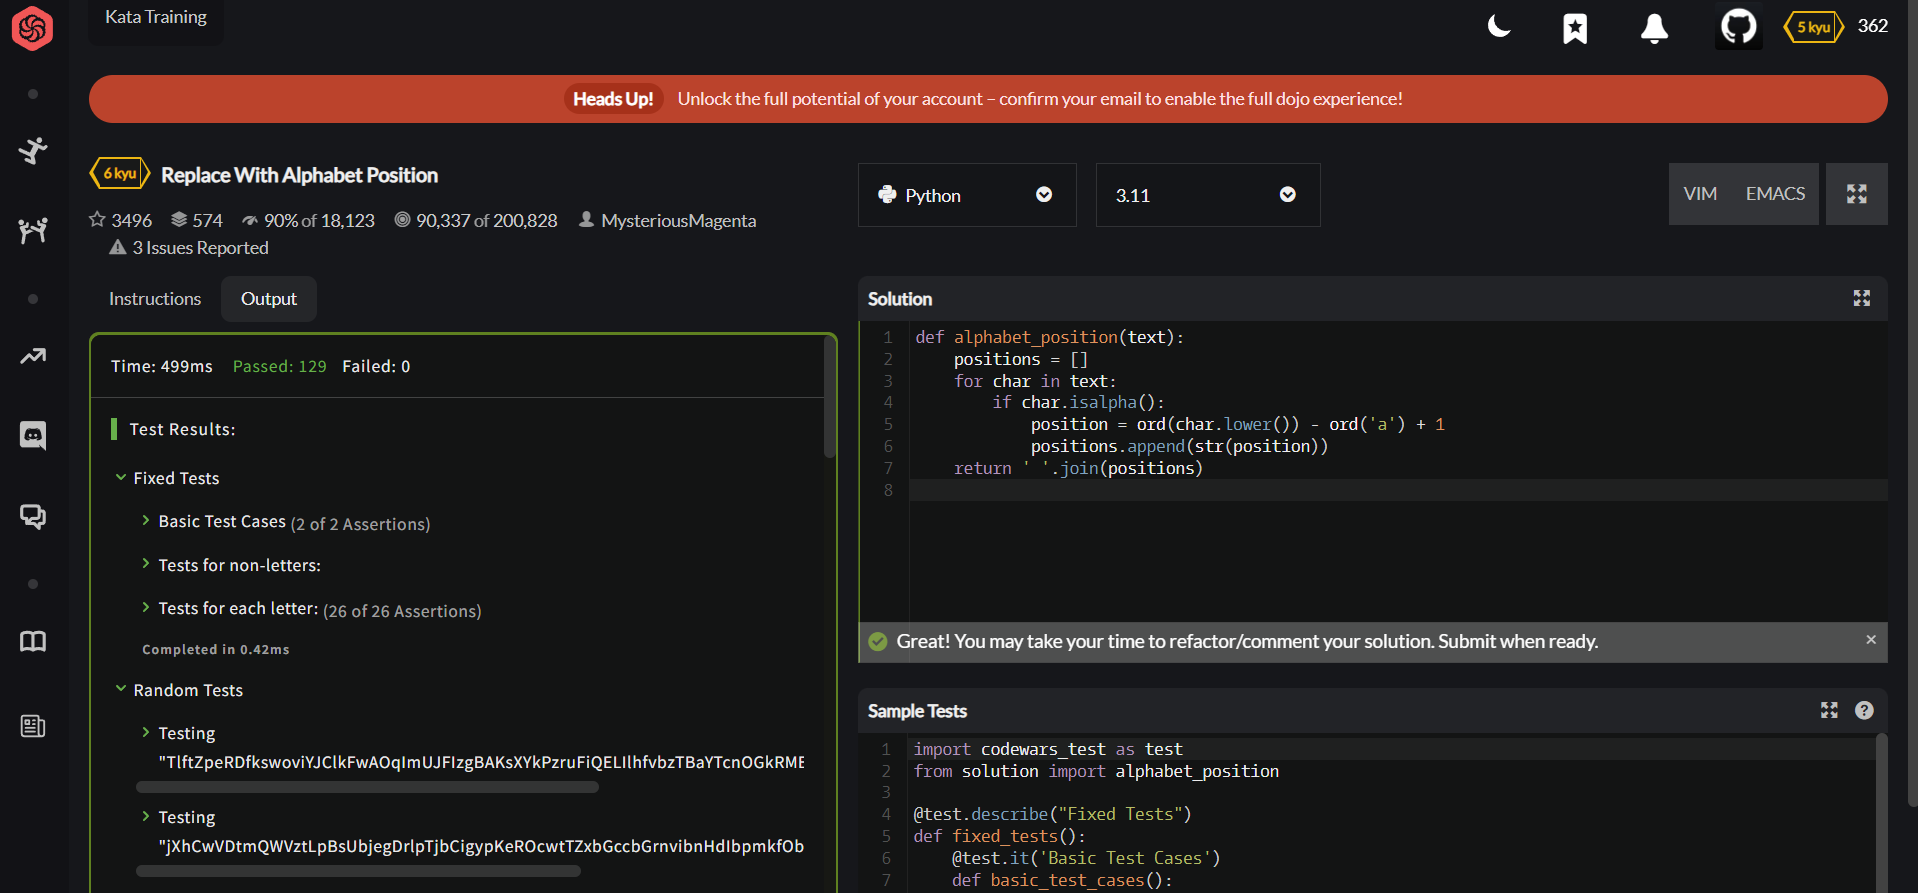 Kata Training
5 kyu 362
Heads Up! Unlock the full potential of your account – confirm your email to enable the full dojo experience!
6 kyu Replace With Alphabet Position
3496 574 90% of 18,123 90,337 of 200,828 MysteriousMagenta
3 Issues Reported
Python 3.11 VIM EMACS
Instructions Output
Time: 499ms Passed: 129 Failed: 0
Test Results:
Fixed Tests
Basic Test Cases (2 of 2 Assertions)
Tests for non-letters:
Tests for each letter: (26 of 26 Assertions)
Completed in 0.42ms
Random Tests
Testing
"TlftZpeRDfkswoviYJClkFwAOqImUJFIzgBAKsXYkPzruFiQELIlhfvbzTBaYTcnOGkRME
Testing
"jXhCwVDtmQWVztLpBsUbjegDrlpTjbCigypKeROcwtTZxbGccbGrnvibnHdIbpmkfOb
Solution
1 def alphabet_position(text):
2     positions = []
3     for char in text:
4         if char.isalpha():
5             position = ord(char.lower()) - ord('a') + 1
6             positions.append(str(position))
7     return ' '.join(positions)
8
Great! You may take your time to refactor/comment your solution. Submit when ready. ×
Sample Tests ?
1 import codewars_test as test
2 from solution import alphabet_position
3
4 @test.describe("Fixed Tests")
5 def fixed_tests():
6     @test.it('Basic Test Cases')
7     def basic_test_cases():